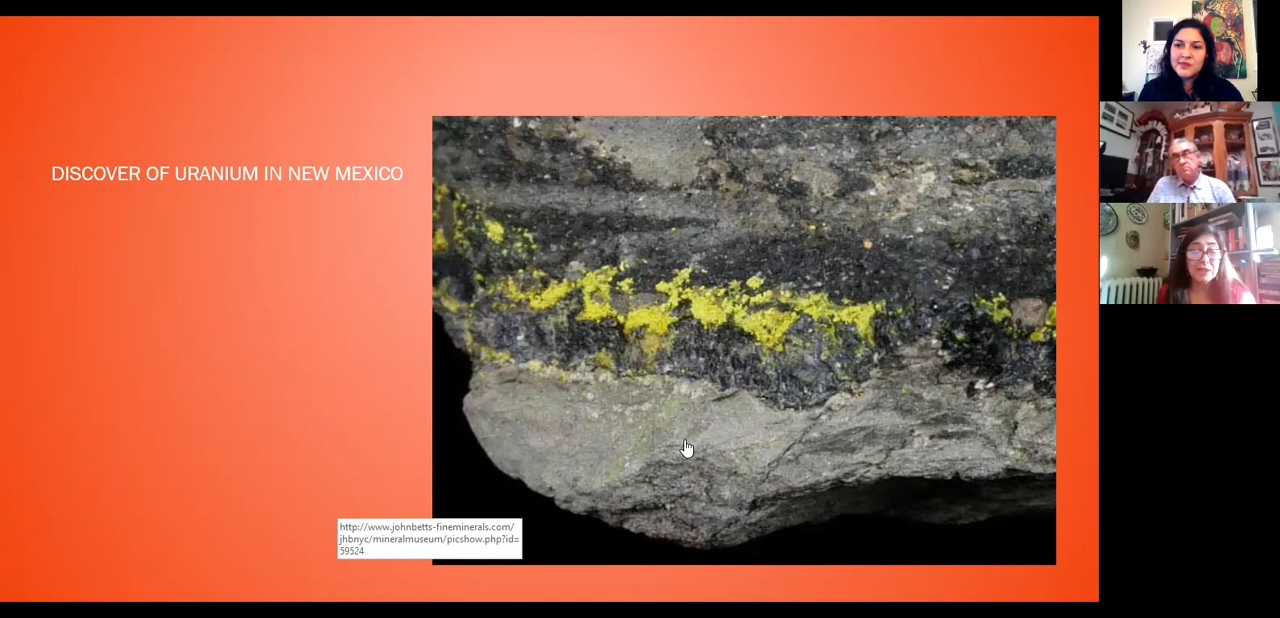 DISCOVER OF URANIUM IN NEW MEXICO
http://www.johnbetts-fineminerals.com/
jhbnyc/mineralmuseum/picshow.php?id=
59524